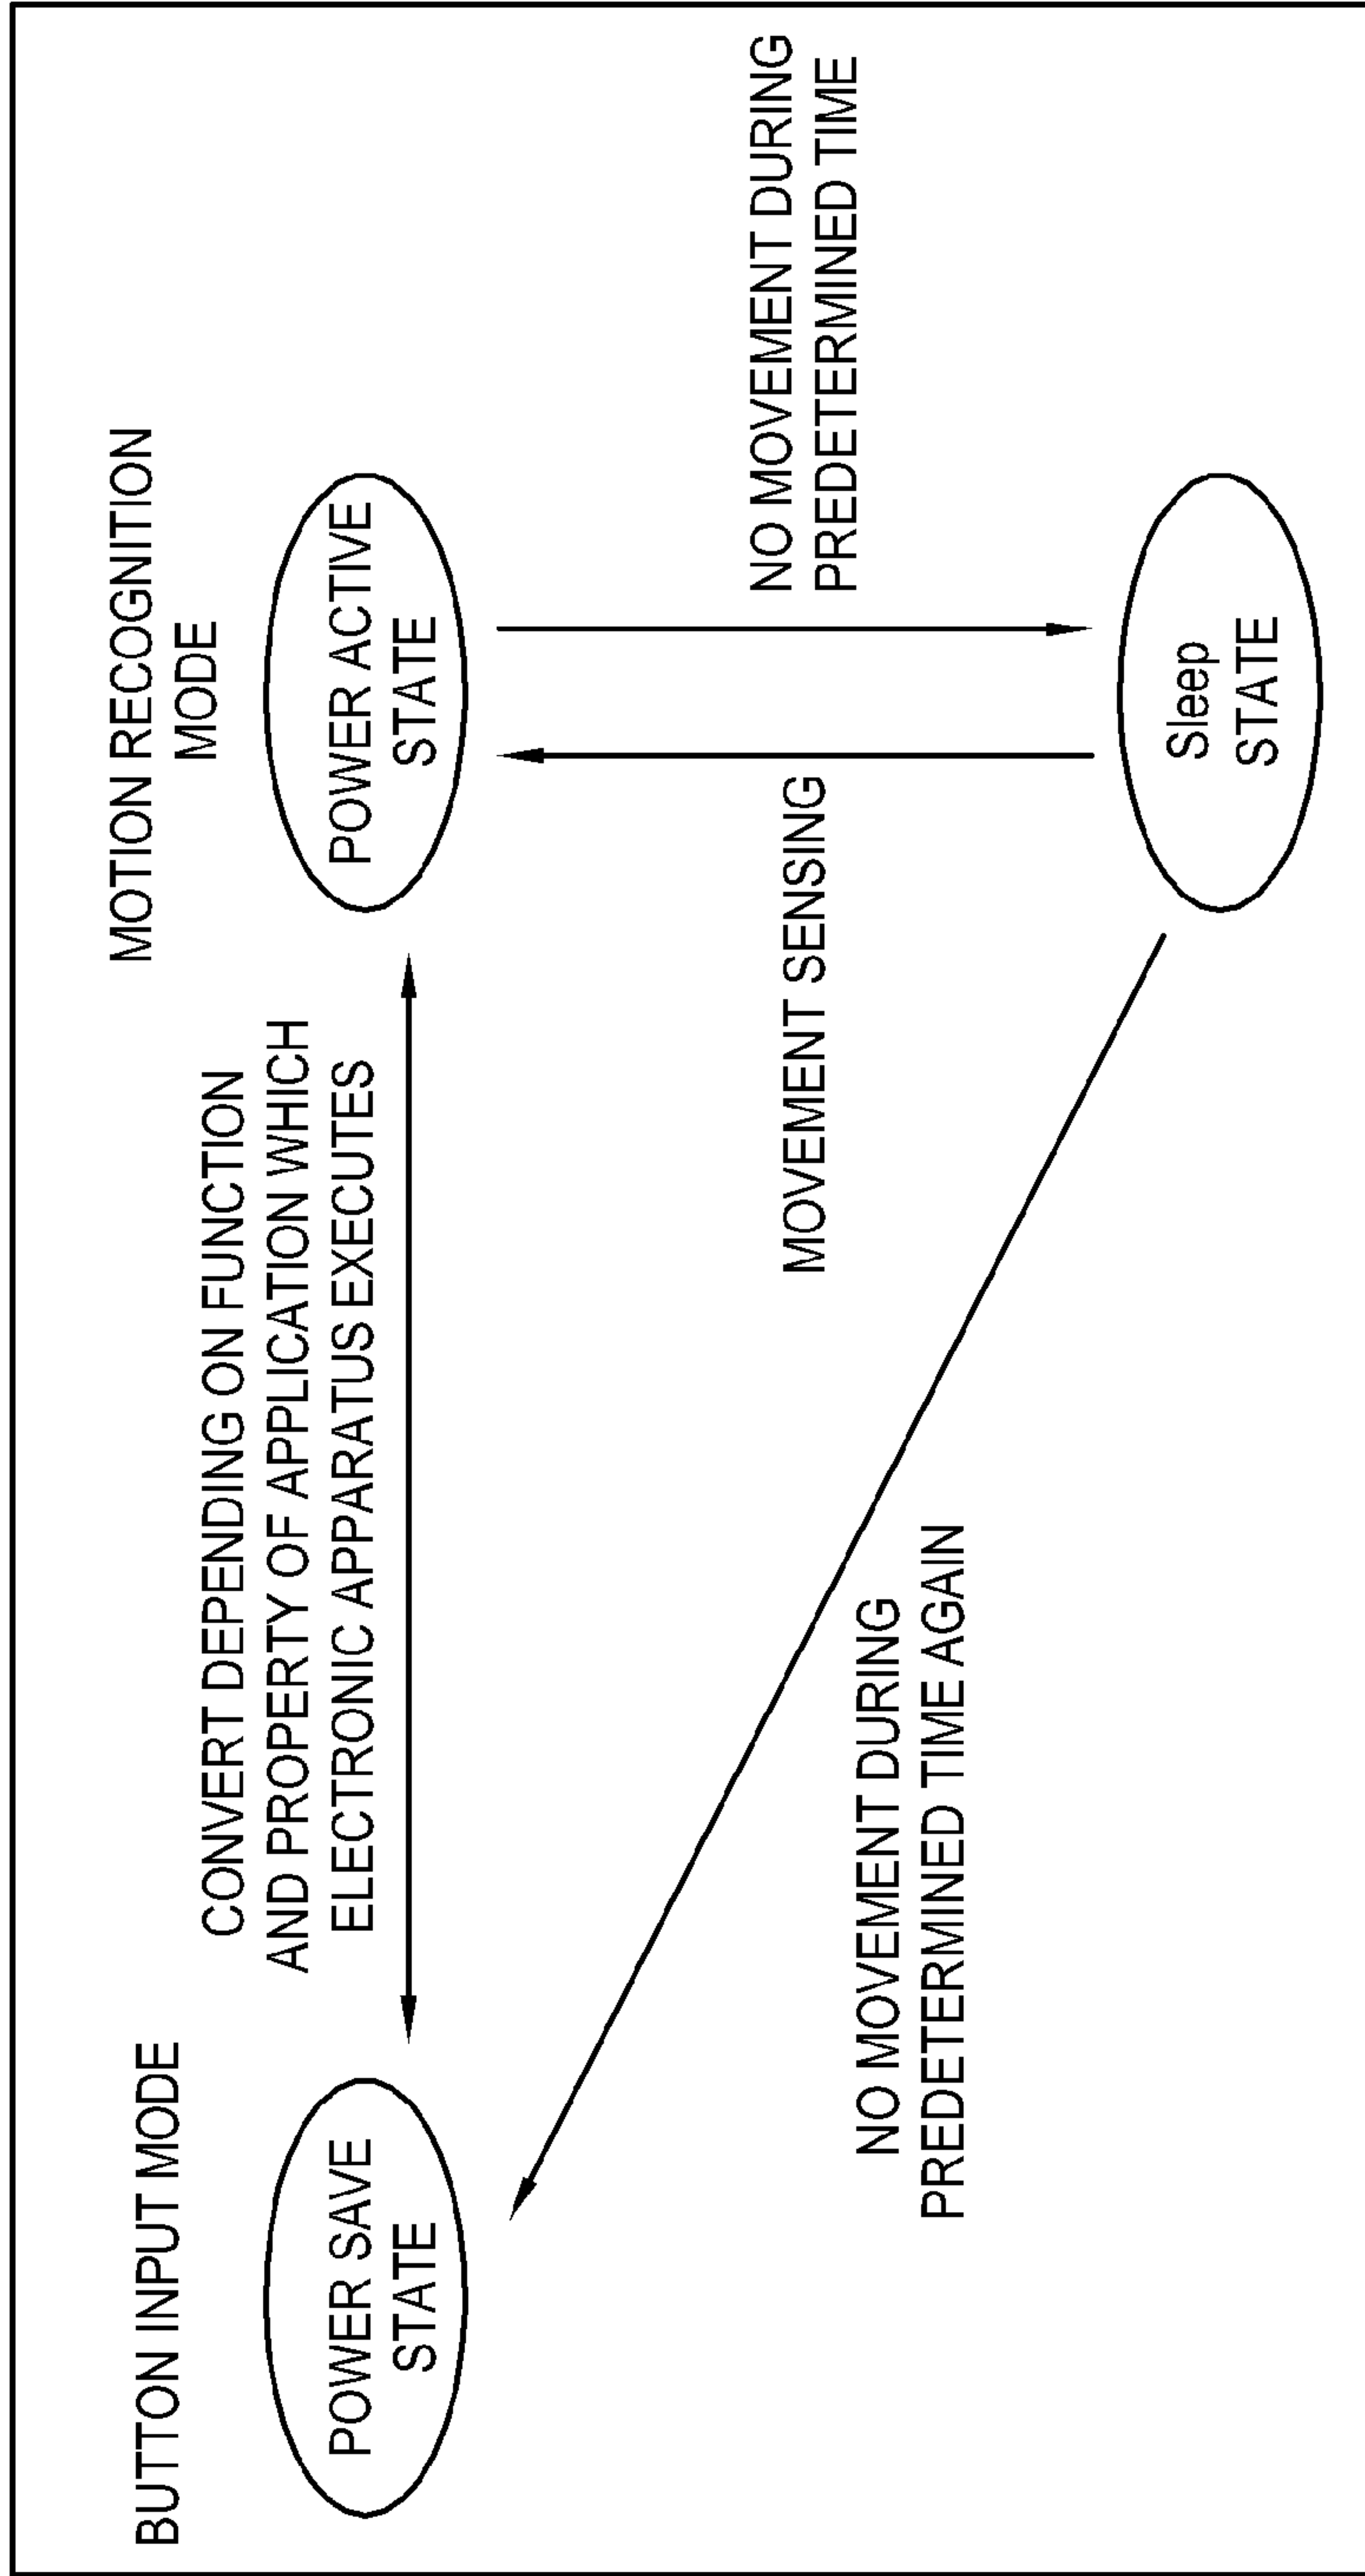 BUTTON INPUT MODE
POWER SAVE
STATE
CONVERT DEPENDING ON FUNCTION
AND PROPERTY OF APPLICATION WHICH
ELECTRONIC APPARATUS EXECUTES
MOTION RECOGNITION
MODE
POWER ACTIVE
STATE
NO MOVEMENT DURING
PREDETERMINED TIME AGAIN
MOVEMENT SENSING
NO MOVEMENT DURING
PREDETERMINED TIME
Sleep
STATE